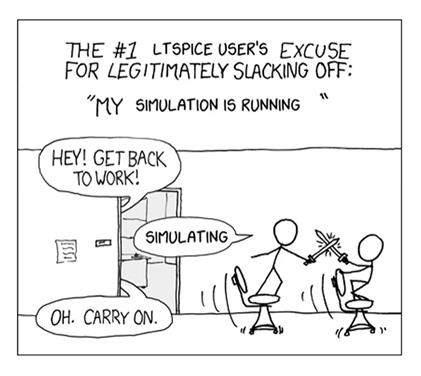 THE #1 LTSPICE USER'S EXCUSE
FOR LEGITIMATELY SLACKING OFF:
"MY SIMULATION IS RUNNING "
HEY! GET BACK
TO WORK!
SIMULATING
OH. CARRY ON.